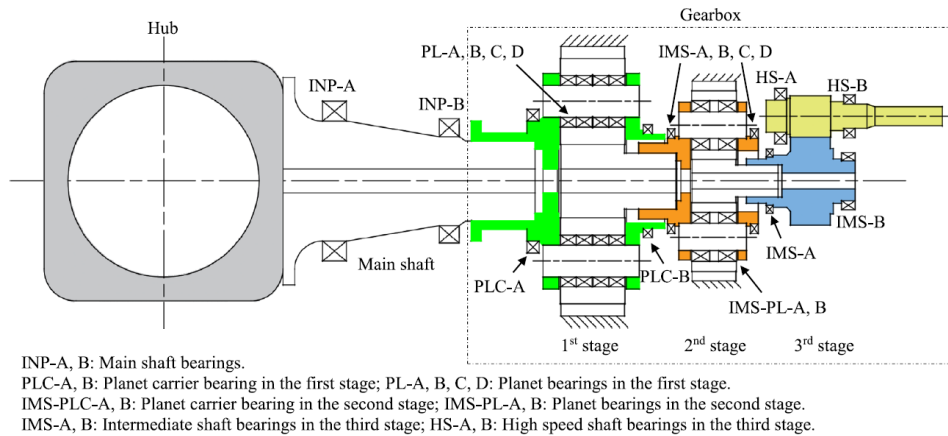 Gearbox
Hub
PL-A, B, C, D
IMS-A, B, C, D
INP-A
HS-A
HS-B
INP-B
Main shaft
PLC-A
PLC-B
IMS-A
IMS-B
IMS-PL-A, B
1st stage
2nd stage
3rd stage
INP-A, B: Main shaft bearings.
PLC-A, B: Planet carrier bearing in the first stage; PL-A, B, C, D: Planet bearings in the first stage.
IMS-PLC-A, B: Planet carrier bearing in the second stage; IMS-PL-A, B: Planet bearings in the second stage.
IMS-A, B: Intermediate shaft bearings in the third stage; HS-A, B: High speed shaft bearings in the third stage.